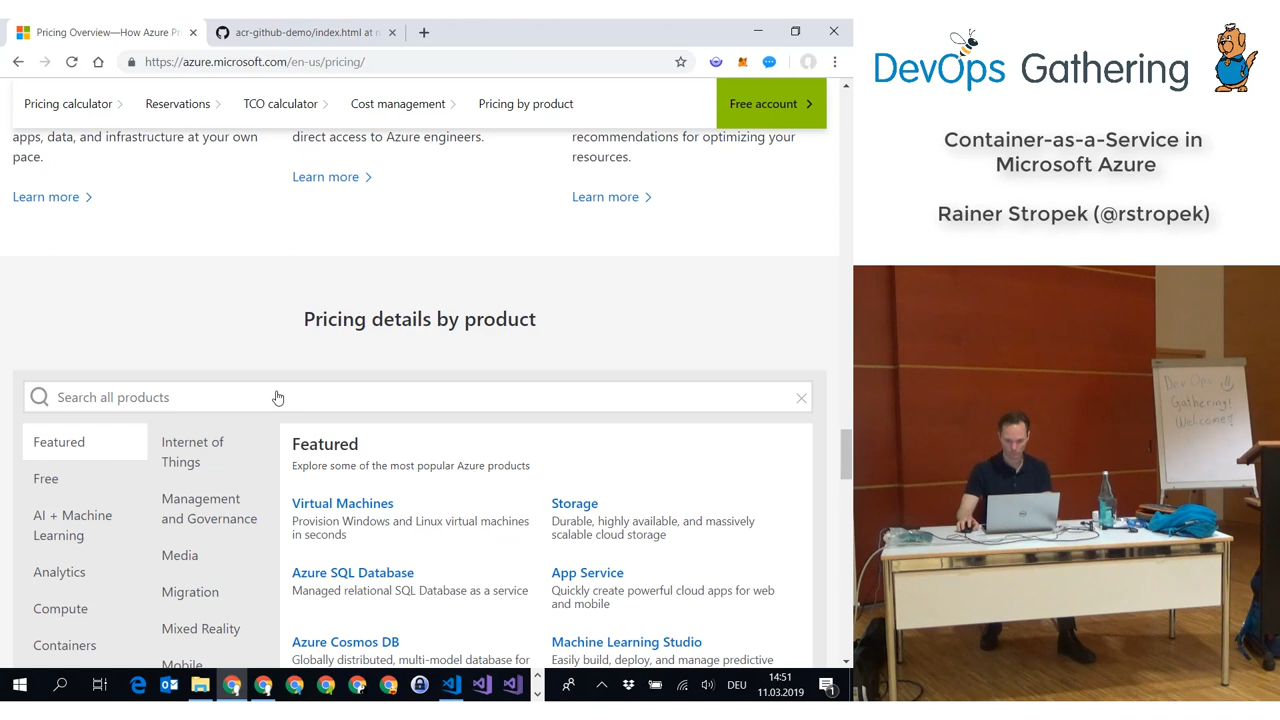 Pricing Overview—How Azure Pr
acr-github-demo/index.html at n
https://azure.microsoft.com/en-us/pricing/
Pricing calculator
Reservations
TCO calculator
Cost management
Pricing by product
Free account
apps, data, and infrastructure at your own
pace.
Learn more
direct access to Azure engineers.
Learn more
recommendations for optimizing your
resources.
Learn more
Pricing details by product
Search all products
Featured
Free
AI + Machine
Learning
Analytics
Compute
Containers
Internet of
Things
Management
and Governance
Media
Migration
Mixed Reality
Mobile
Featured
Explore some of the most popular Azure products
Virtual Machines
Provision Windows and Linux virtual machines
in seconds
Storage
Durable, highly available, and massively
scalable cloud storage
Azure SQL Database
Managed relational SQL Database as a service
App Service
Quickly create powerful cloud apps for web
and mobile
Azure Cosmos DB
Globally distributed, multi-model database for
Machine Learning Studio
Easily build, deploy, and manage predictive
DEU
14:51
11.03.2019
1
DevOps Gathering
Container-as-a-Service in
Microsoft Azure
Rainer Stropek (@rstropek)
Dev Ops
Gathering!
Welcome!
DELL